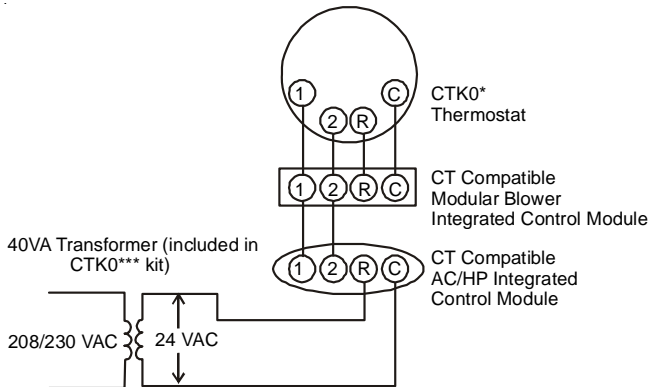 1 C
2 R
CTK0*
Thermostat
1 2 R C
CT Compatible
Modular Blower
Integrated Control Module
40VA Transformer (included in
CTK0*** kit)
1 2 R C
CT Compatible
AC/HP Integrated
Control Module
208/230 VAC
24 VAC